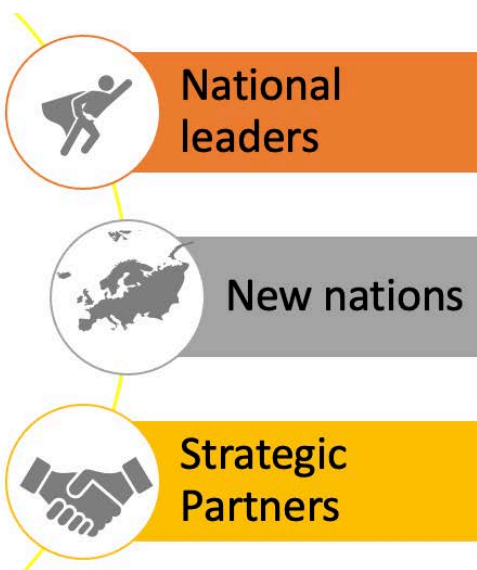 National
leaders
New nations
Strategic
Partners